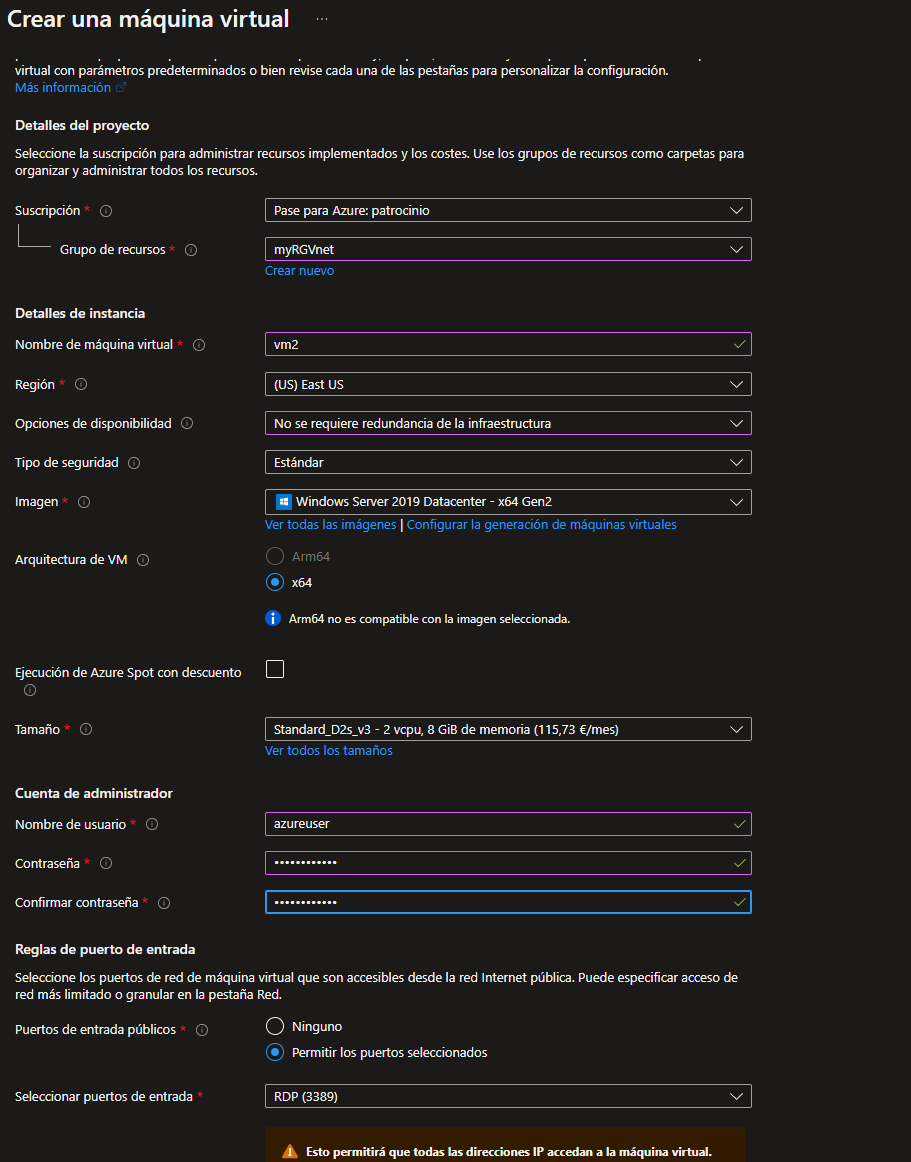 Crear una máquina virtual ...
virtual con parámetros predeterminados o bien revise cada una de las pestañas para personalizar la configuración.
Más información
Detalles del proyecto
Seleccione la suscripción para administrar recursos implementados y los costes. Use los grupos de recursos como carpetas para
organizar y administrar todos los recursos.
Suscripción *
Pase para Azure: patrocinio
Grupo de recursos *
myRGVnet
Crear nuevo
Detalles de instancia
Nombre de máquina virtual *
vm2
Región *
(US) East US
Opciones de disponibilidad
No se requiere redundancia de la infraestructura
Tipo de seguridad
Estándar
Imagen *
Windows Server 2019 Datacenter - x64 Gen2
Ver todas las imágenes | Configurar la generación de máquinas virtuales
Arquitectura de VM
Arm64
x64
Arm64 no es compatible con la imagen seleccionada.
Ejecución de Azure Spot con descuento
Tamaño *
Standard_D2s_v3 - 2 vcpu, 8 GiB de memoria (115,73 €/mes)
Ver todos los tamaños
Cuenta de administrador
Nombre de usuario *
azureuser
Contraseña *
••••••••••••
Confirmar contraseña *
••••••••••••
Reglas de puerto de entrada
Seleccione los puertos de red de máquina virtual que son accesibles desde la red Internet pública. Puede especificar acceso de
red más limitado o granular en la pestaña Red.
Puertos de entrada públicos *
Ninguno
Permitir los puertos seleccionados
Seleccionar puertos de entrada *
RDP (3389)
Esto permitirá que todas las direcciones IP accedan a la máquina virtual.